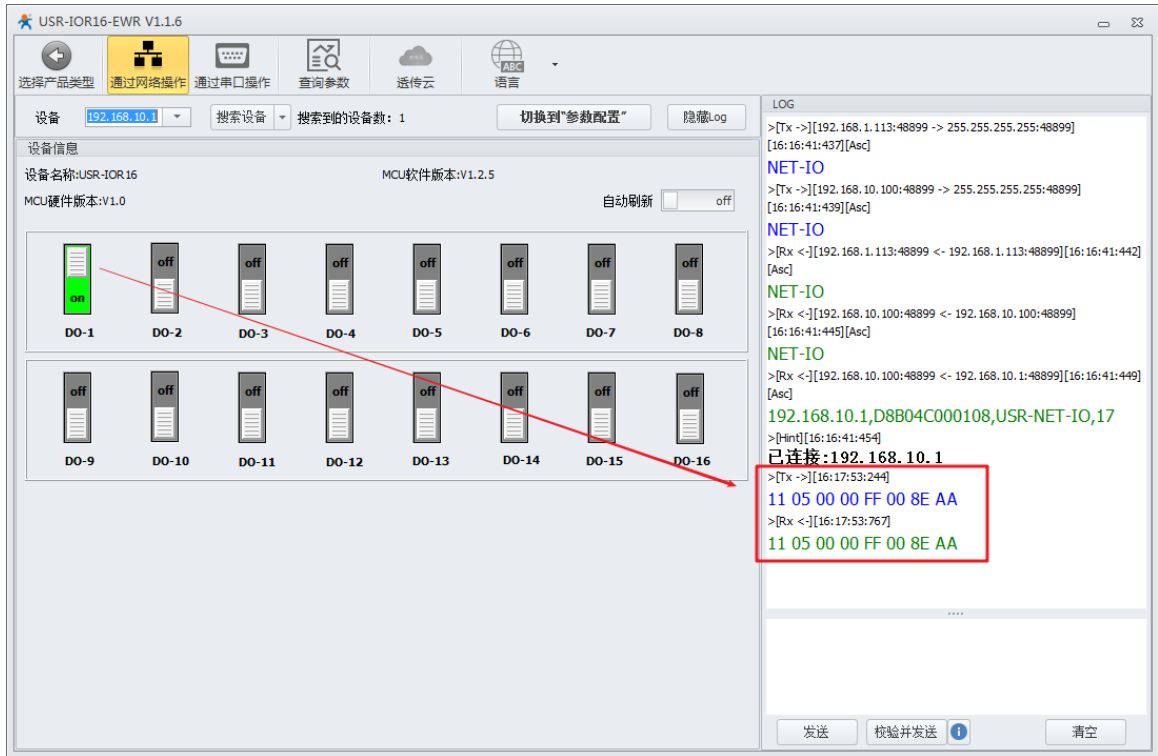 USR-IOR16-EWR V1.1.6
选择产品类型 通过网络操作 通过串口操作 查询参数 透传云 语言
设备 192.168.10.1 搜索设备 搜索到的设备数: 1 切换到"参数配置" 隐藏Log
设备信息
设备名称:USR-IOR16 MCU软件版本:V1.2.5
MCU硬件版本:V1.0 自动刷新 off
off off off off off off off
on
DO-1 DO-2 DO-3 DO-4 DO-5 DO-6 DO-7 DO-8
off off off off off off off off
DO-9 DO-10 DO-11 DO-12 DO-13 DO-14 DO-15 DO-16
LOG
>[Tx ->][192.168.1.113:48899 -> 255.255.255.255:48899]
[16:16:41:437][Asc]
NET-IO
>[Tx ->][192.168.10.100:48899 -> 255.255.255.255:48899]
[16:16:41:439][Asc]
NET-IO
>[Rx <-][192.168.1.113:48899 <- 192.168.1.113:48899][16:16:41:442]
[Asc]
NET-IO
>[Rx <-][192.168.10.100:48899 <- 192.168.10.100:48899]
[16:16:41:445][Asc]
NET-IO
>[Rx <-][192.168.10.100:48899 <- 192.168.10.1:48899][16:16:41:449]
[Asc]
192.168.10.1,D8B04C000108,USR-NET-IO,17
>[Hint][16:16:41:454]
已连接:192.168.10.1
>[Tx ->][16:17:53:244]
11 05 00 00 FF 00 8E AA
>[Rx <-][16:17:53:767]
11 05 00 00 FF 00 8E AA
发送 校验并发送 清空